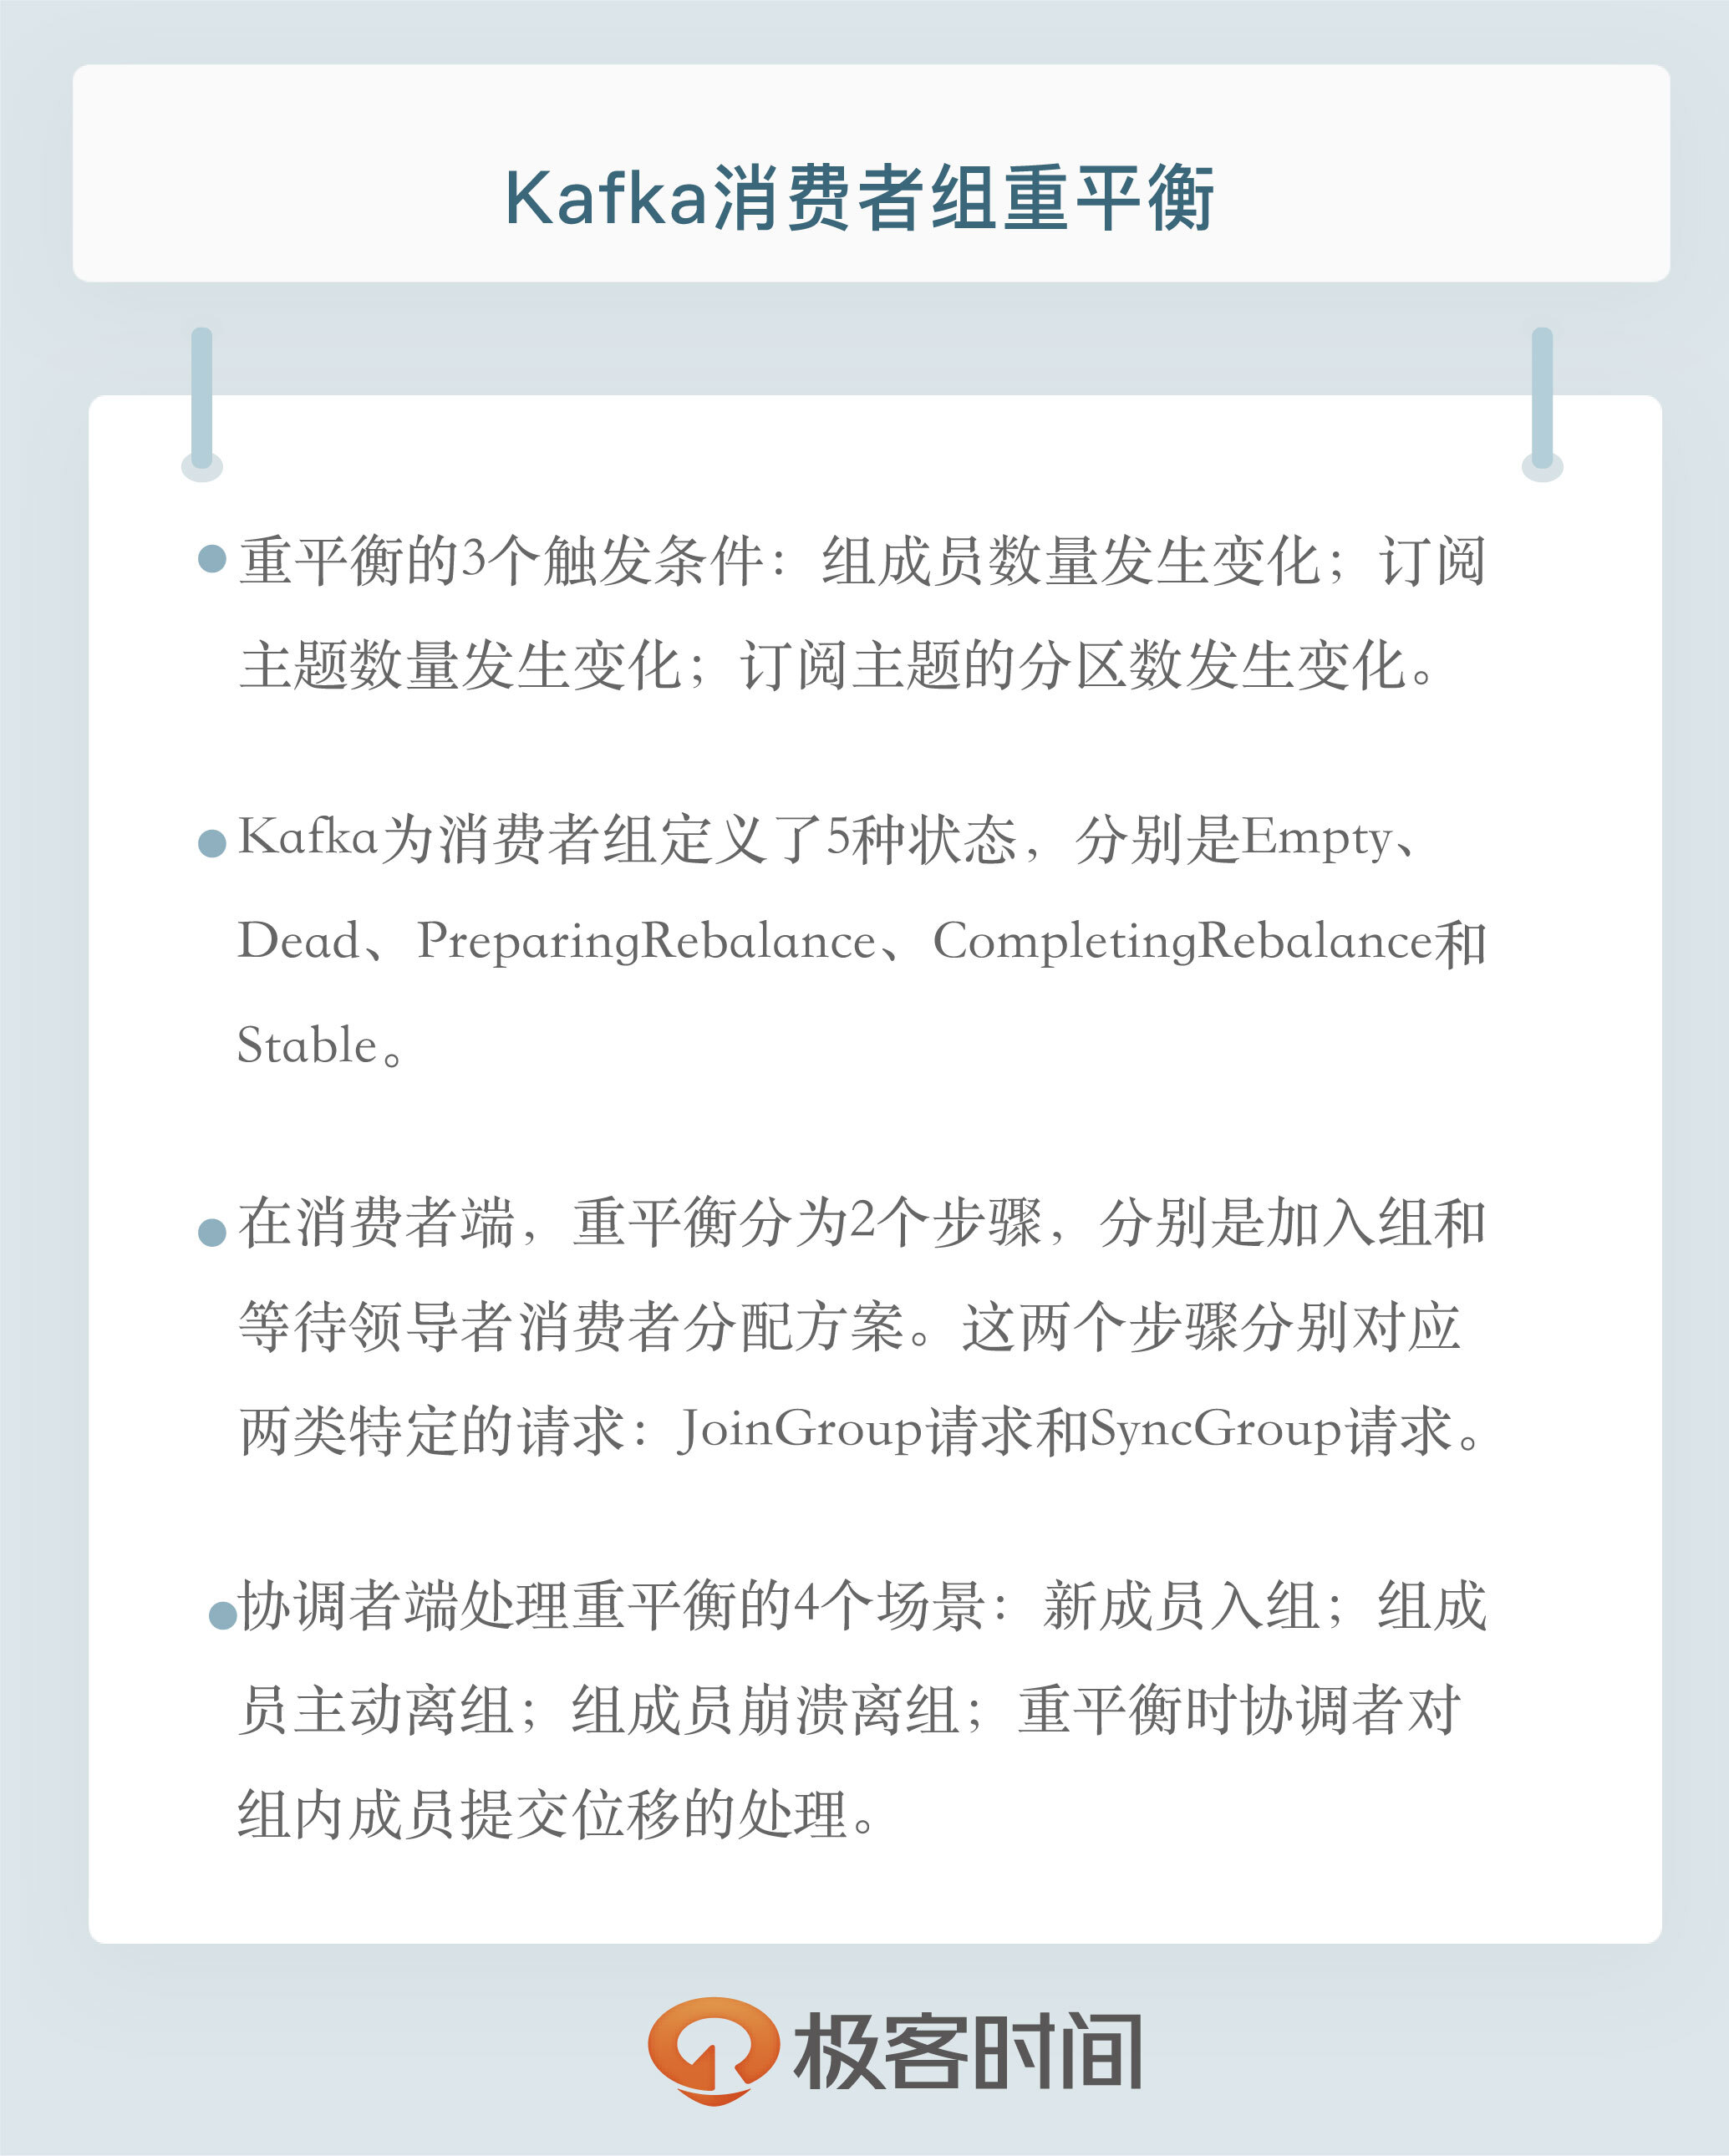 Kafka消费者组重平衡
重平衡的3个触发条件：组成员数量发生变化；订阅
主题数量发生变化；订阅主题的分区数发生变化。
Kafka为消费者组定义了5种状态，分别是Empty、
Dead、PreparingRebalance、CompletingRebalance和
Stable。
在消费者端，重平衡分为2个步骤，分别是加入组和
等待领导者消费者分配方案。这两个步骤分别对应
两类特定的请求：JoinGroup请求和SyncGroup请求。
协调者端处理重平衡的4个场景：新成员入组；组成
员主动离组；组成员崩溃离组；重平衡时协调者对
组内成员提交位移的处理。
极客时间